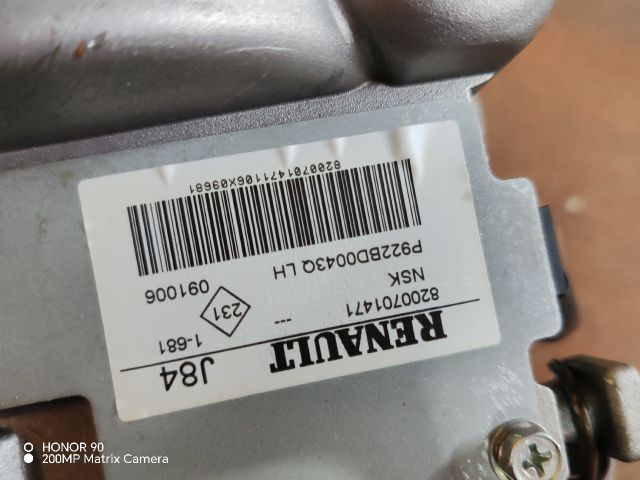 RENAULT J84
8200701471 --- 1-681
NSK 231
P922BD0043Q LH 091006
8200701471106X09681
HONOR 90
200MP Matrix Camera